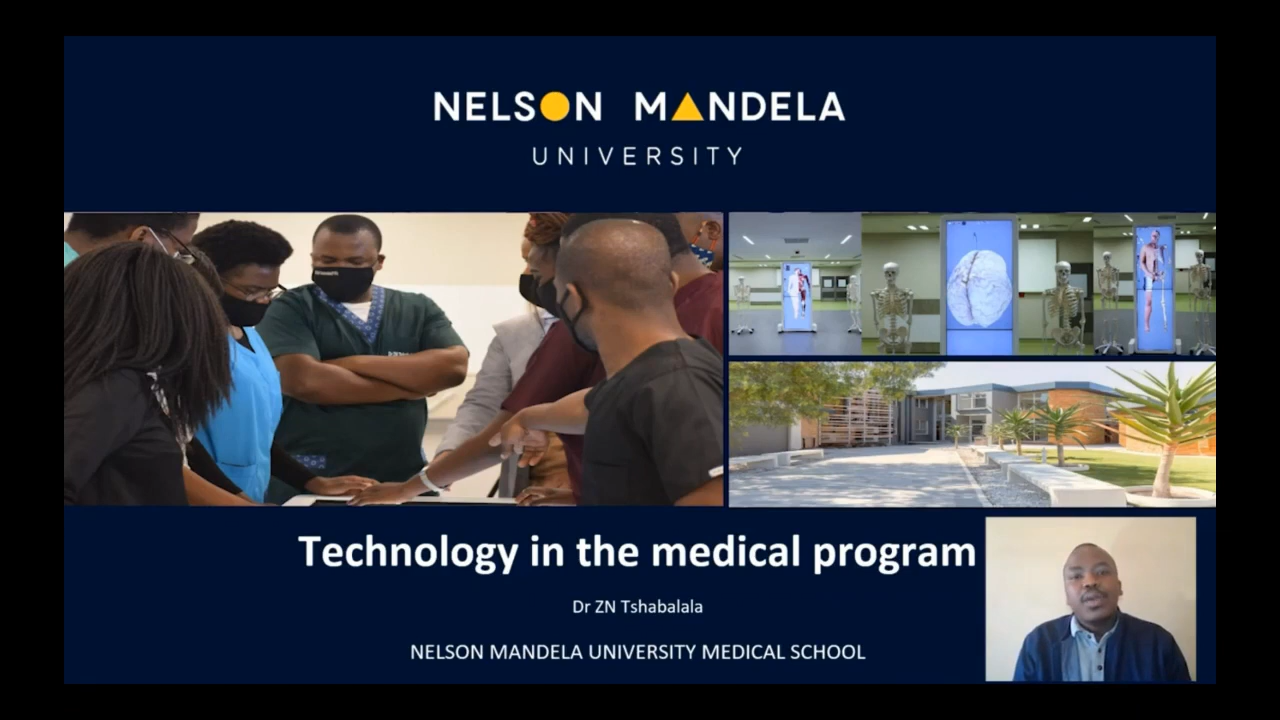 NELSON MANDELA
UNIVERSITY
Technology in the medical program
Dr ZN Tshabalala
NELSON MANDELA UNIVERSITY MEDICAL SCHOOL